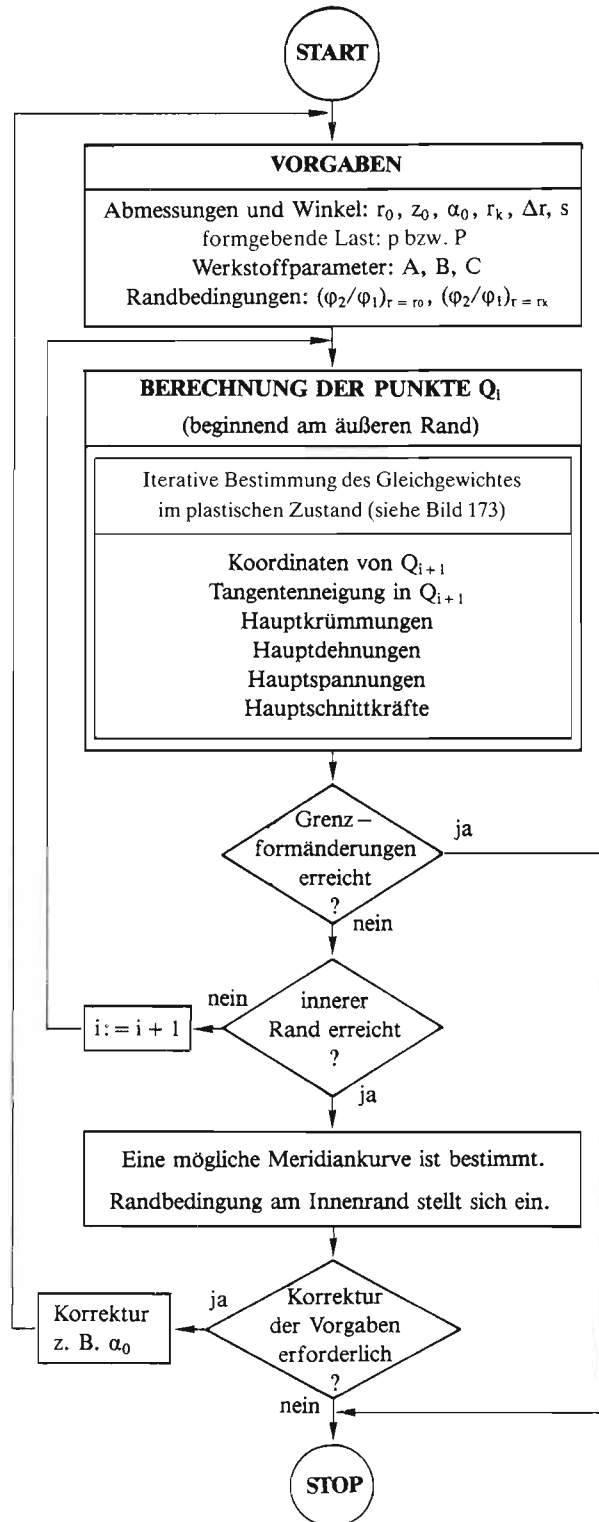 START
VORGABEN
Abmessungen und Winkel: r₀, z₀, α₀, rₖ, Δr, s
formgebende Last: p bzw. P
Werkstoffparameter: A, B, C
Randbedingungen: (φ₂/φ₁)r = r₀, (φ₂/φ₁)r = rₖ
BERECHNUNG DER PUNKTE Qᵢ
(beginnend am äußeren Rand)
Iterative Bestimmung des Gleichgewichtes
im plastischen Zustand (siehe Bild 173)
Koordinaten von Qᵢ₊₁
Tangentenneigung in Qᵢ₊₁
Hauptkrümmungen
Hauptdehnungen
Hauptspannungen
Hauptschnittkräfte
Grenz–
formänderungen
erreicht
?
ja
nein
innerer
Rand erreicht
?
nein
i: = i + 1
ja
Eine mögliche Meridiankurve ist bestimmt.
Randbedingung am Innenrand stellt sich ein.
Korrektur
der Vorgaben
erforderlich
?
ja
Korrektur
z. B. α₀
nein
STOP